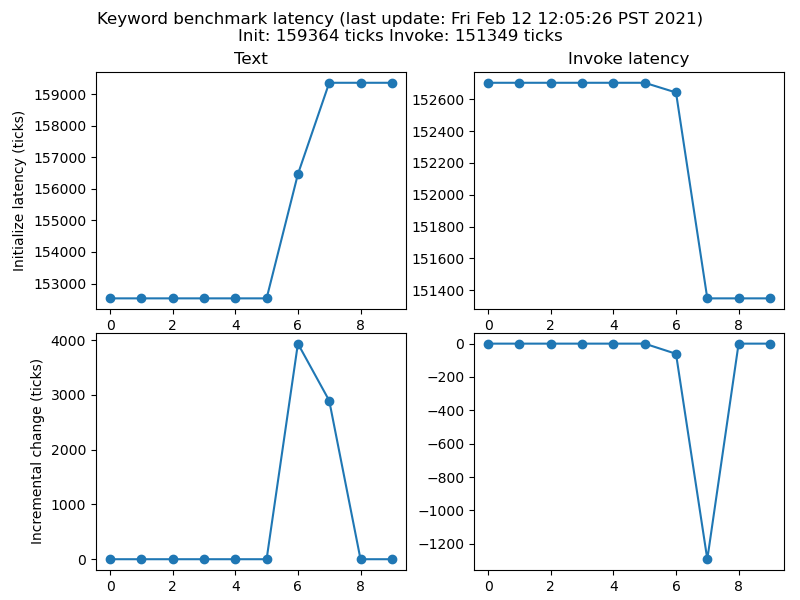 Keyword benchmark latency (last update: Fri Feb 12 12:05:26 PST 2021)
Init: 159364 ticks Invoke: 151349 ticks
Text
Initialize latency (ticks)
159000
158000
157000
156000
155000
154000
153000
0 2 4 6 8
Invoke latency
152600
152400
152200
152000
151800
151600
151400
0 2 4 6 8
Incremental change (ticks)
4000
3000
2000
1000
0
0 2 4 6 8
0
−200
−400
−600
−800
−1000
−1200
0 2 4 6 8